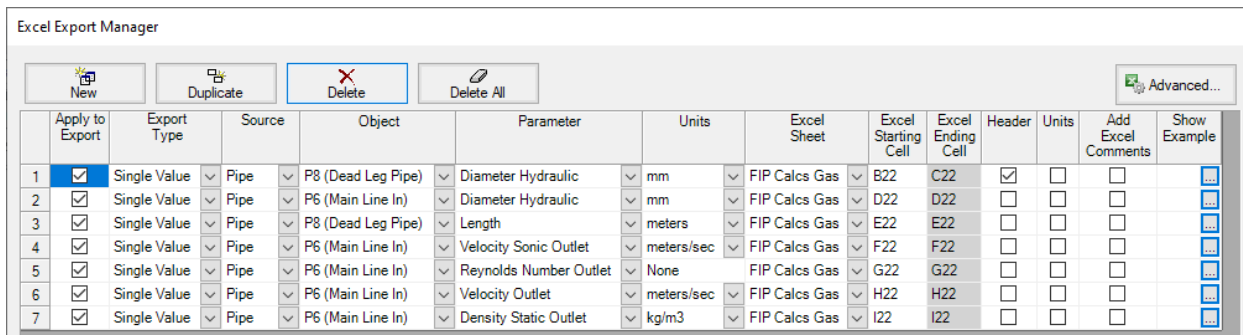 Excel Export Manager
New Duplicate Delete Delete All Advanced...
Apply to Export Export Type Source Object Parameter Units Excel Sheet Excel Starting Cell Excel Ending Cell Header Units Add Excel Comments Show Example
1 Single Value Pipe P8 (Dead Leg Pipe) Diameter Hydraulic mm FIP Calcs Gas B22 C22 ...
2 Single Value Pipe P6 (Main Line In) Diameter Hydraulic mm FIP Calcs Gas D22 D22 ...
3 Single Value Pipe P8 (Dead Leg Pipe) Length meters FIP Calcs Gas E22 E22 ...
4 Single Value Pipe P6 (Main Line In) Velocity Sonic Outlet meters/sec FIP Calcs Gas F22 F22 ...
5 Single Value Pipe P6 (Main Line In) Reynolds Number Outlet None FIP Calcs Gas G22 G22 ...
6 Single Value Pipe P6 (Main Line In) Velocity Outlet meters/sec FIP Calcs Gas H22 H22 ...
7 Single Value Pipe P6 (Main Line In) Density Static Outlet kg/m3 FIP Calcs Gas I22 I22 ...